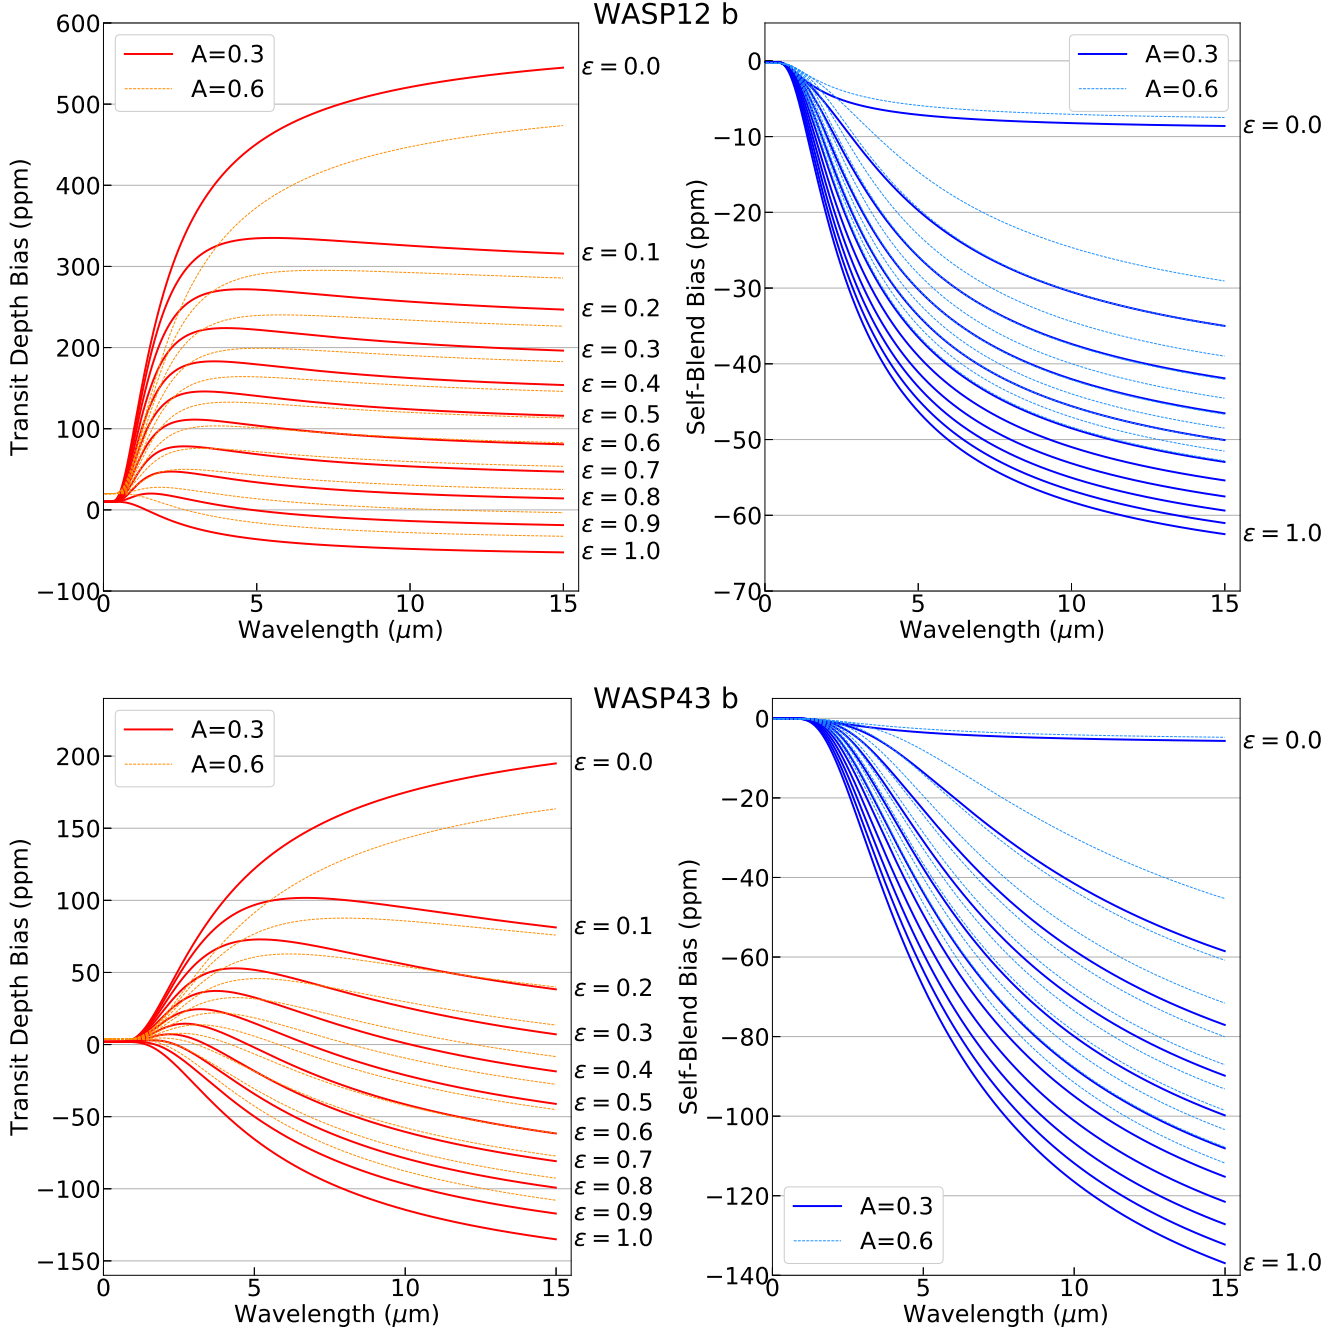 WASP12 b
600
500
400
300
200
100
0
−100
0
5
10
15
Transit Depth Bias (ppm)
Wavelength (μm)
A=0.3
A=0.6
ε = 0.0
ε = 0.1
ε = 0.2
ε = 0.3
ε = 0.4
ε = 0.5
ε = 0.6
ε = 0.7
ε = 0.8
ε = 0.9
ε = 1.0
0
−10
−20
−30
−40
−50
−60
−70
0
5
10
15
Self-Blend Bias (ppm)
Wavelength (μm)
A=0.3
A=0.6
ε = 0.0
ε = 1.0
WASP43 b
200
150
100
50
0
−50
−100
−150
0
5
10
15
Transit Depth Bias (ppm)
Wavelength (μm)
A=0.3
A=0.6
ε = 0.0
ε = 0.1
ε = 0.2
ε = 0.3
ε = 0.4
ε = 0.5
ε = 0.6
ε = 0.7
ε = 0.8
ε = 0.9
ε = 1.0
0
−20
−40
−60
−80
−100
−120
−140
0
5
10
15
Self-Blend Bias (ppm)
Wavelength (μm)
A=0.3
A=0.6
ε = 0.0
ε = 1.0